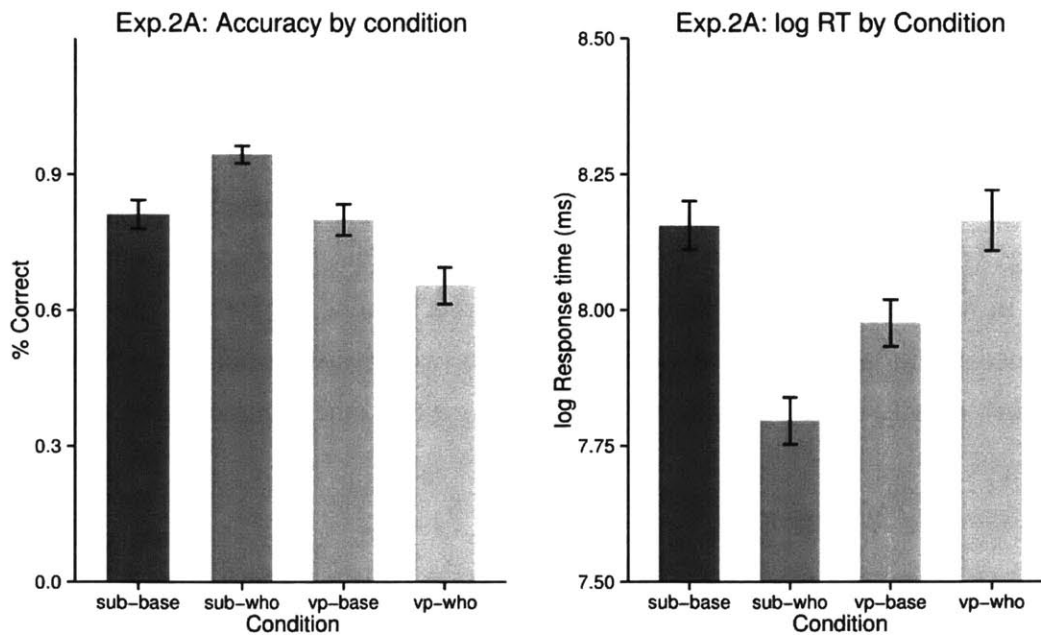 Exp.2A: Accuracy by condition
% Correct
0.9
0.6
0.3
0.0
sub-base sub-who vp-base vp-who
Condition
Exp.2A: log RT by Condition
log Response time (ms)
8.50
8.25
8.00
7.75
7.50
sub-base sub-who vp-base vp-who
Condition